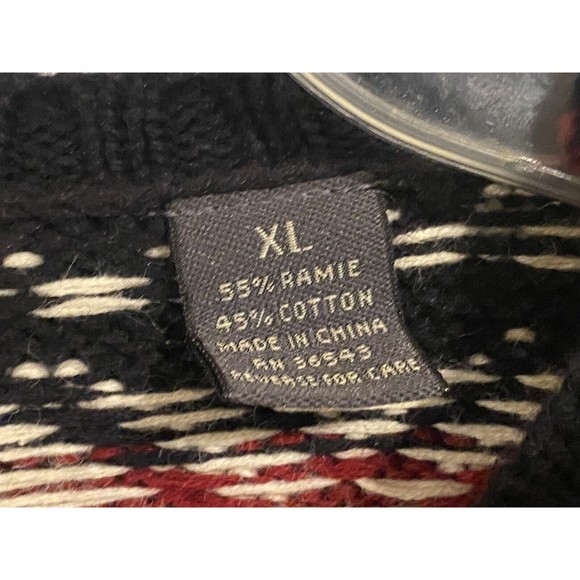 XL
55% RAMIE
45% COTTON
MADE IN CHINA
RN 36543
REVERSE FOR CARE